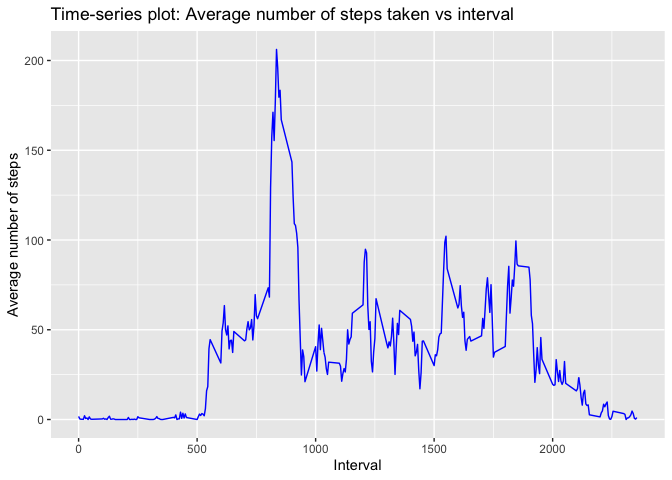 Time-series plot: Average number of steps taken vs interval
200
150
100
50
0
Average number of steps
0 500 1000 1500 2000
Interval